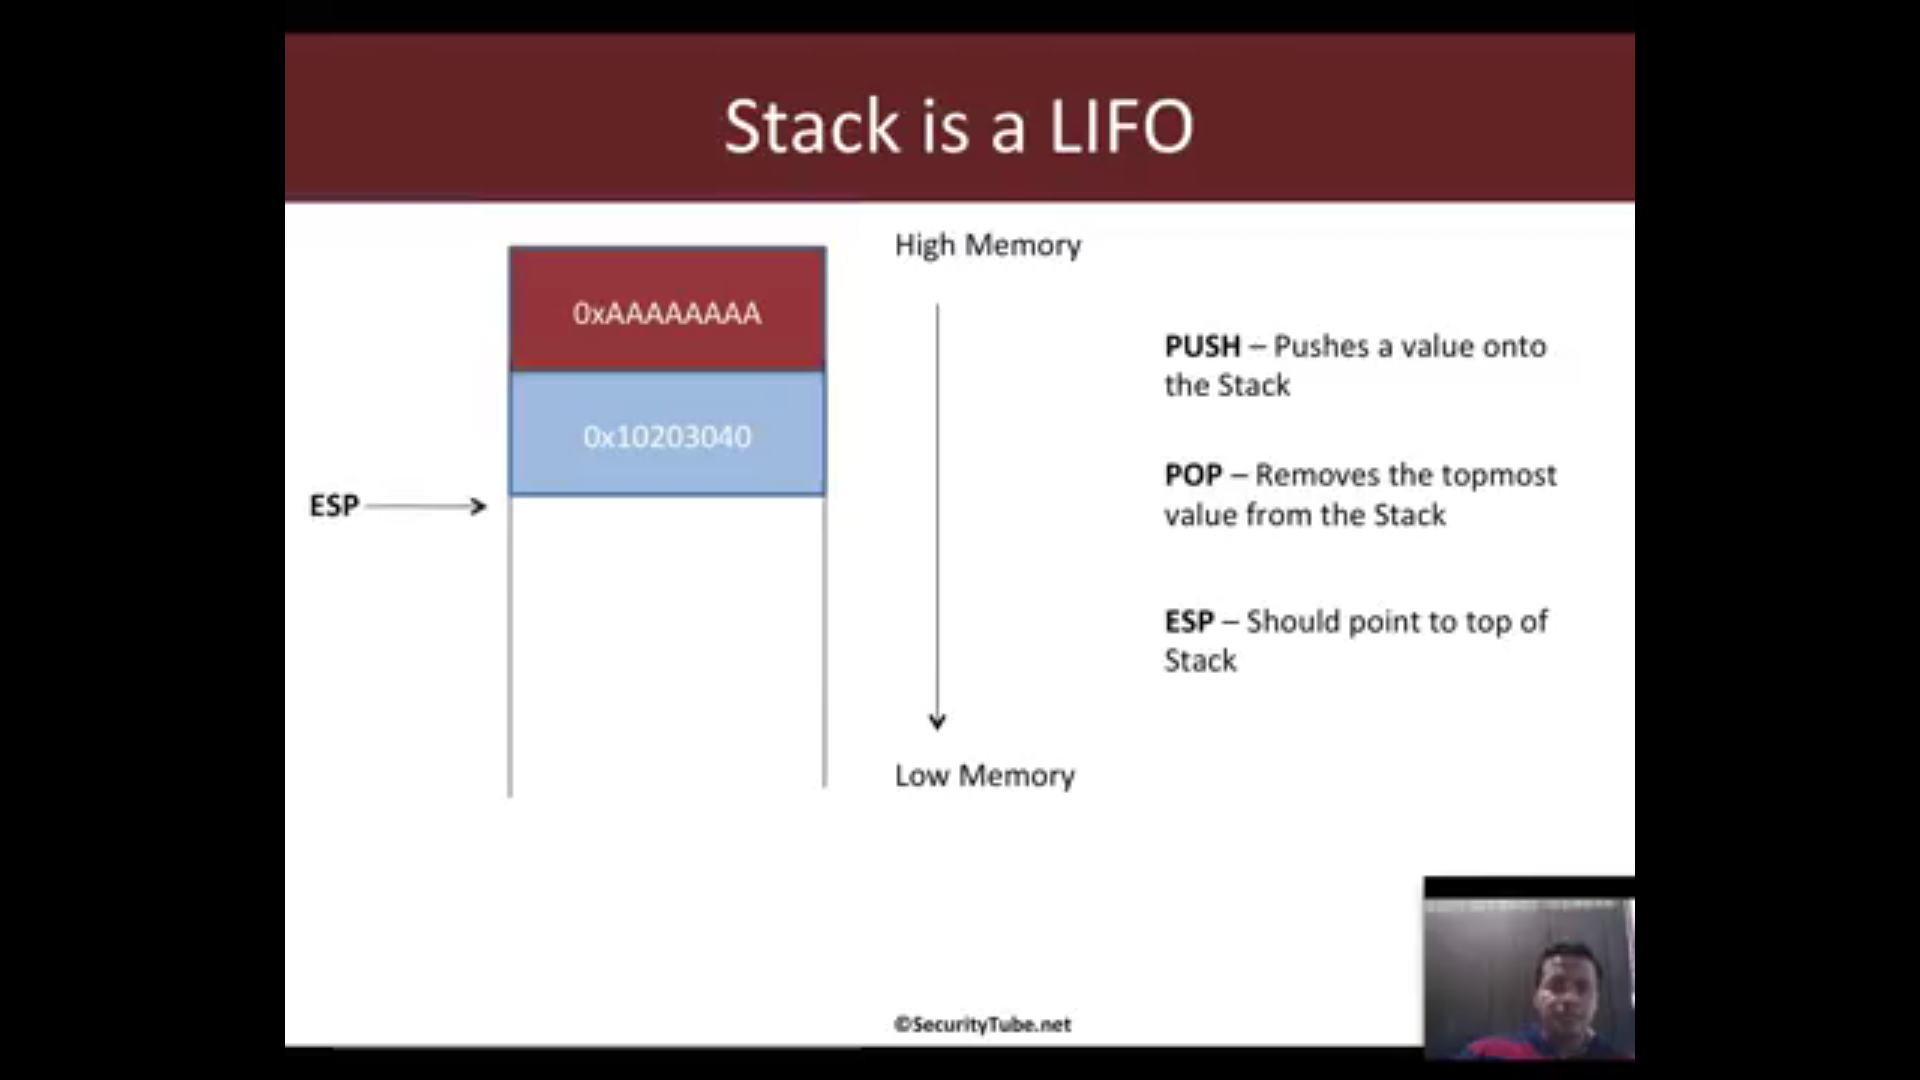 Stack is a LIFO
High Memory
0xAAAAAAAA
PUSH – Pushes a value onto
the Stack
0x10203040
POP – Removes the topmost
value from the Stack
ESP
ESP – Should point to top of
Stack
Low Memory
©SecurityTube.net